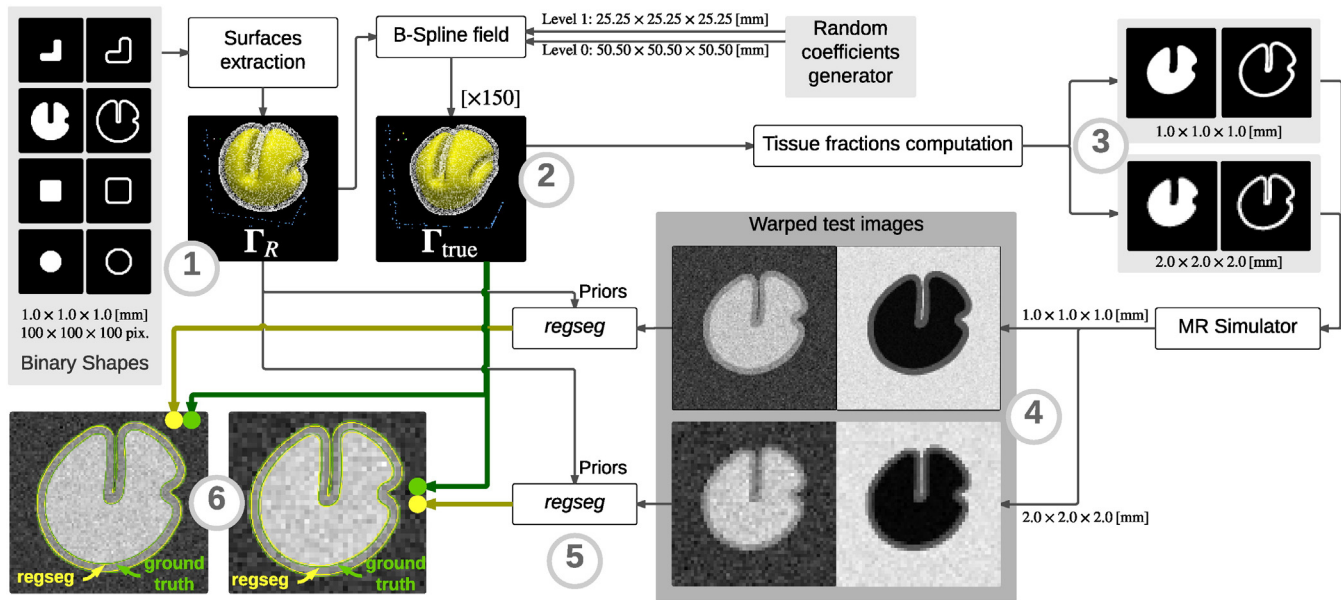 Surfaces
extraction
B-Spline field
Level 1: 25.25 × 25.25 × 25.25 [mm]
Level 0: 50.50 × 50.50 × 50.50 [mm]
Random
coefficients
generator
[×150]
Γ_R
Γ_true
2
Tissue fractions computation
3
1.0 × 1.0 × 1.0 [mm]
2.0 × 2.0 × 2.0 [mm]
1
1.0 × 1.0 × 1.0 [mm]
100 × 100 × 100 pix.
Binary Shapes
Warped test images
Priors
regseg
1.0 × 1.0 × 1.0 [mm]
MR Simulator
4
Priors
regseg
2.0 × 2.0 × 2.0 [mm]
5
6
regseg
ground
truth
regseg
ground
truth